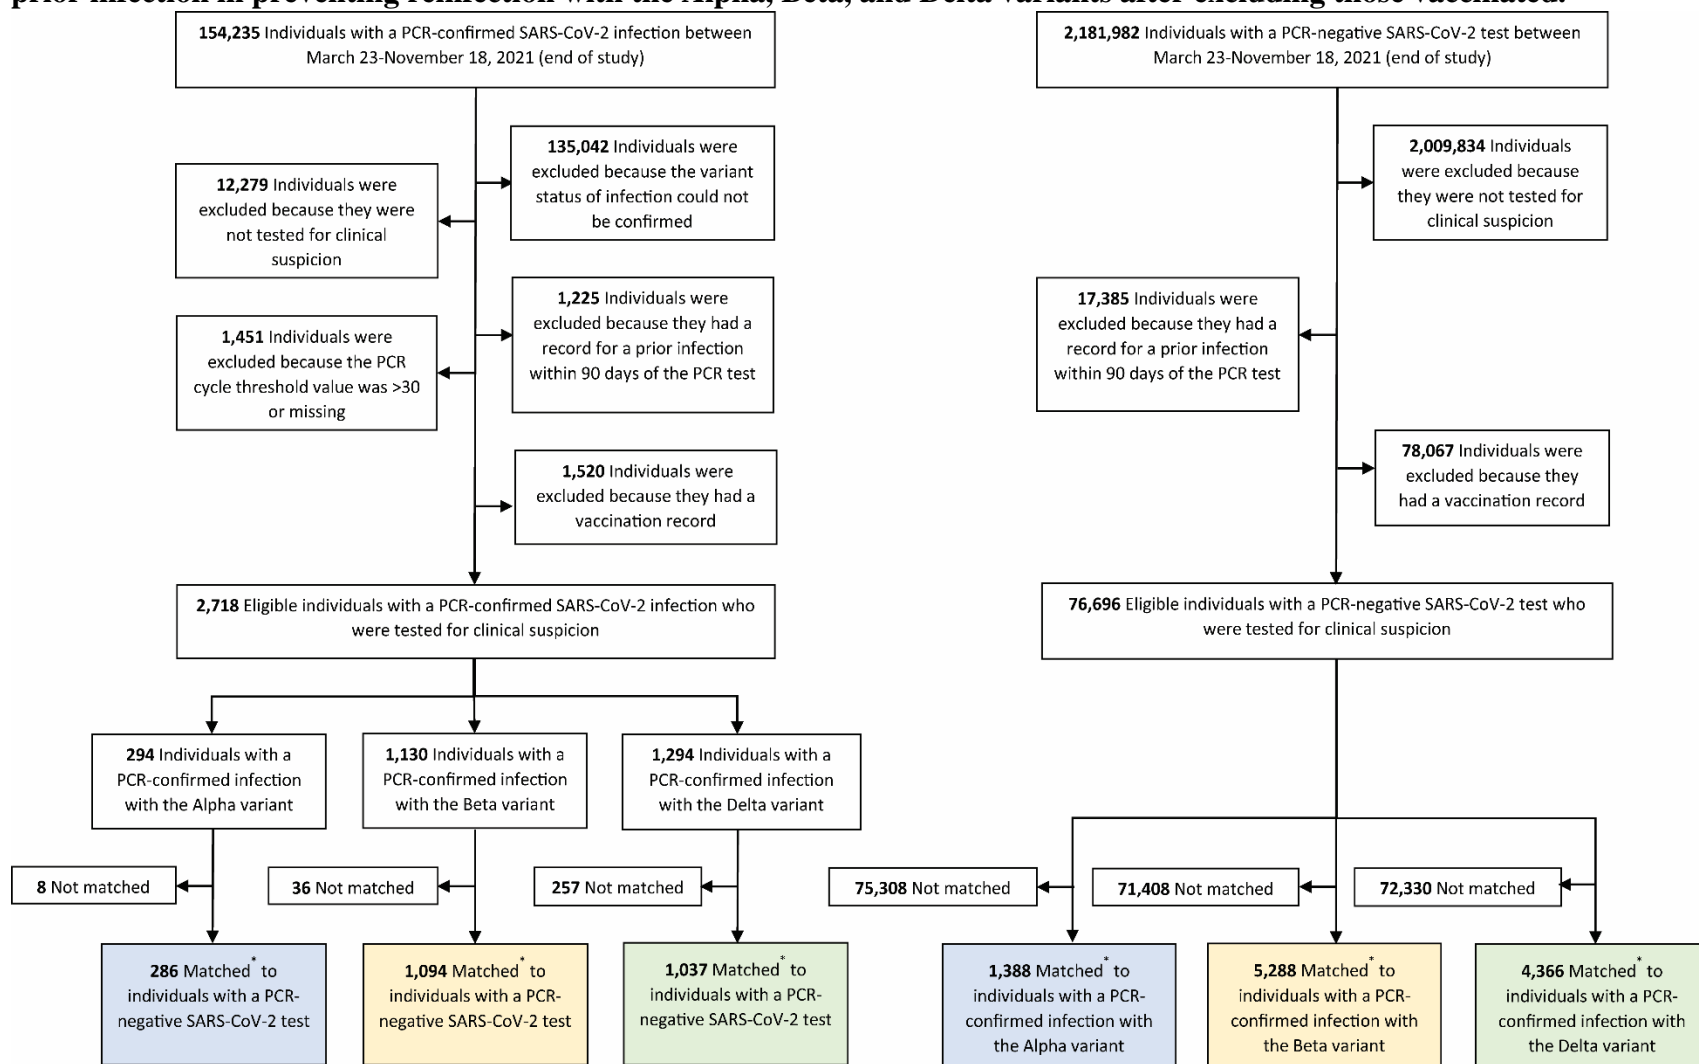 prior infection in preventing reinfection with the Alpha, Beta, and Delta variants after excluding those vaccinated.
154,235 Individuals with a PCR-confirmed SARS-CoV-2 infection between
March 23-November 18, 2021 (end of study)
2,181,982 Individuals with a PCR-negative SARS-CoV-2 test between
March 23-November 18, 2021 (end of study)
135,042 Individuals were
excluded because the variant
status of infection could not
be confirmed
12,279 Individuals were
excluded because they were
not tested for clinical
suspicion
2,009,834 Individuals
were excluded because
they were not tested for
clinical suspicion
1,225 Individuals were
excluded because they had a
record for a prior infection
within 90 days of the PCR test
1,451 Individuals were
excluded because the PCR
cycle threshold value was >30
or missing
17,385 Individuals were
excluded because they had a
record for a prior infection
within 90 days of the PCR test
1,520 Individuals were
excluded because they had a
vaccination record
78,067 Individuals were
excluded because they
had a vaccination record
2,718 Eligible individuals with a PCR-confirmed SARS-CoV-2 infection who
were tested for clinical suspicion
76,696 Eligible individuals with a PCR-negative SARS-CoV-2 test who
were tested for clinical suspicion
294 Individuals with a
PCR-confirmed infection
with the Alpha variant
1,130 Individuals with a
PCR-confirmed infection
with the Beta variant
1,294 Individuals with a
PCR-confirmed infection
with the Delta variant
8 Not matched
36 Not matched
257 Not matched
75,308 Not matched
71,408 Not matched
72,330 Not matched
286 Matched* to
individuals with a PCR-
negative SARS-CoV-2 test
1,094 Matched* to
individuals with a PCR-
negative SARS-CoV-2 test
1,037 Matched* to
individuals with a PCR-
negative SARS-CoV-2 test
1,388 Matched* to
individuals with a PCR-
confirmed infection with
the Alpha variant
5,288 Matched* to
individuals with a PCR-
confirmed infection with
the Beta variant
4,366 Matched* to
individuals with a PCR-
confirmed infection with
the Delta variant